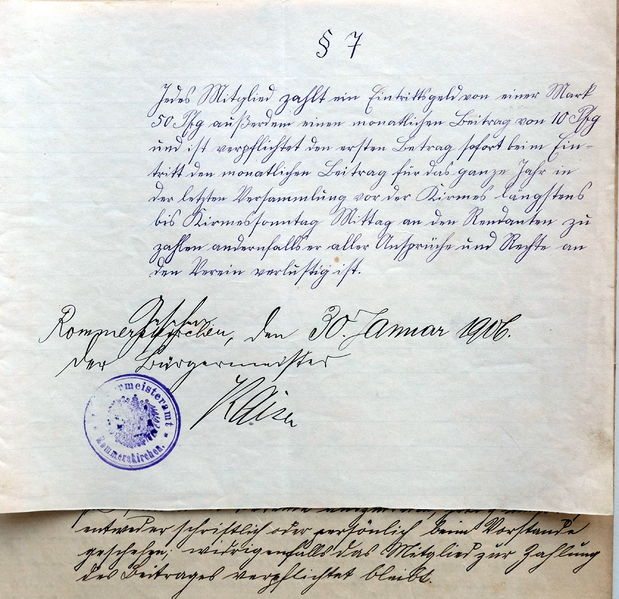 § 7
Jedes Mitglied zahlt ein Eintrittsgeld von einer Mark
50 Pfg außerdem einen monatlichen Beitrag von 10 Pfg
und ist verpflichtet den ersten Betrag sofort beim Ein-
tritt den monatlichen Beitrag für das ganze Jahr in
der letzten Versammlung vor der Kirmes längstens
bis Kirmessonntag Mittag an den Rendanten zu
zahlen andernfalls er aller Ansprüche und Rechte an
den Verein verlustig ist.
Gesehen
Rommerskirchen, den 30. Januar 1906.
Der Bürgermeister
Bürgermeisteramt
Rommerskirchen.
entweder schriftlich oder persönlich beim Vorstande
geschehen, widrigenfalls das Mitglied zur Zahlung
des Beitrages verpflichtet bleibt.